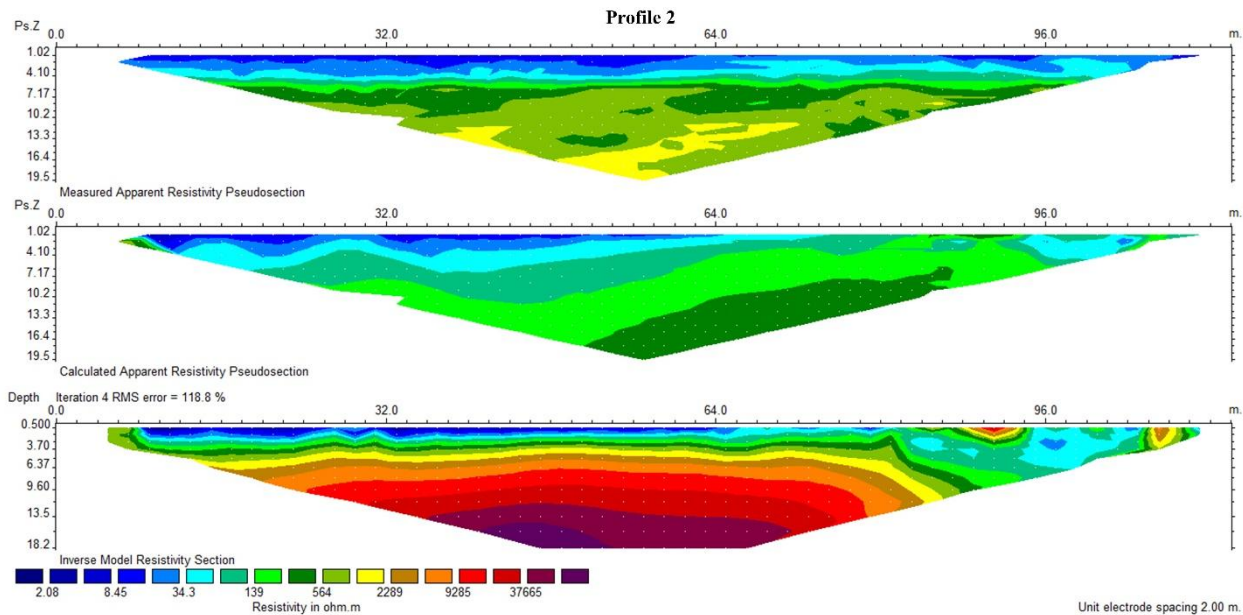 Profile 2
Ps.Z 0.0 32.0 64.0 96.0 m.
1.02
4.10
7.17
10.2
13.3
16.4
19.5
Measured Apparent Resistivity Pseudosection
Ps.Z 0.0 32.0 64.0 96.0 m.
1.02
4.10
7.17
10.2
13.3
16.4
19.5
Calculated Apparent Resistivity Pseudosection
Depth Iteration 4 RMS error = 118.8 %
0.0 32.0 64.0 96.0 m.
0.500
3.70
6.37
9.60
13.5
18.2
Inverse Model Resistivity Section
2.08 8.45 34.3 139 564 2289 9285 37665
Resistivity in ohm.m
Unit electrode spacing 2.00 m.